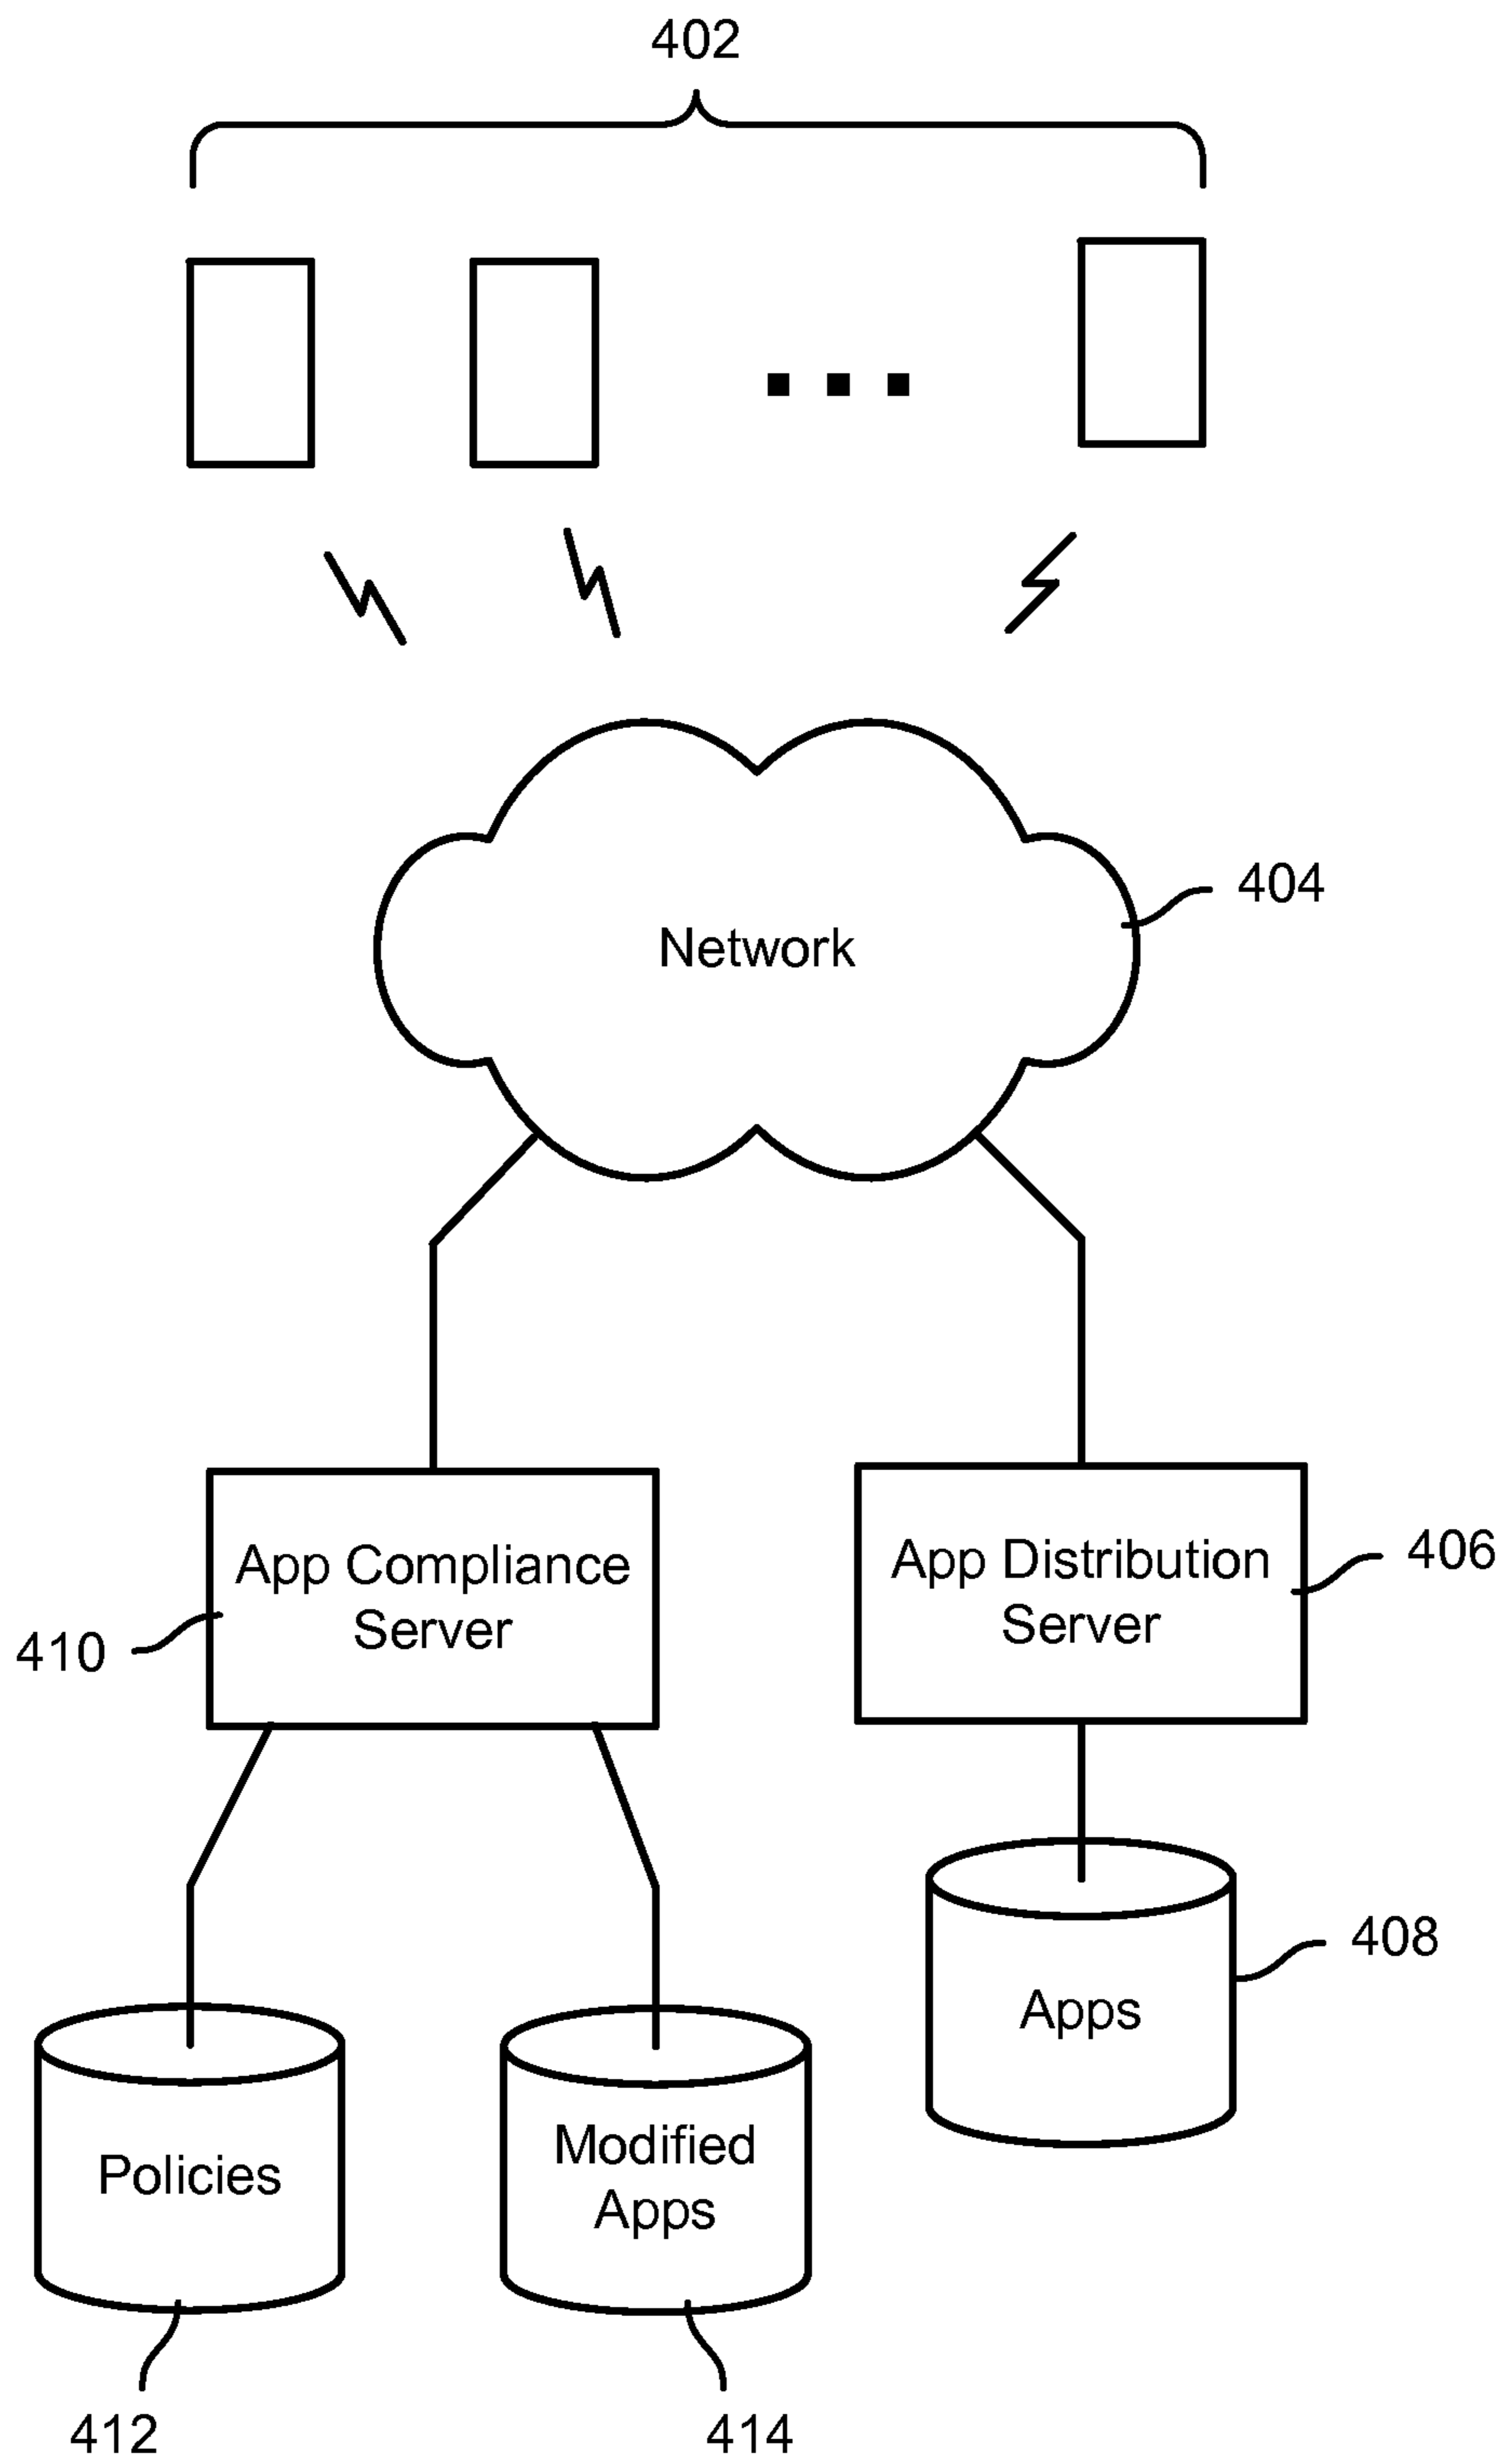 402
404
Network
App Compliance
Server
410
App Distribution
Server
406
408
Apps
Policies
Modified
Apps
412
414